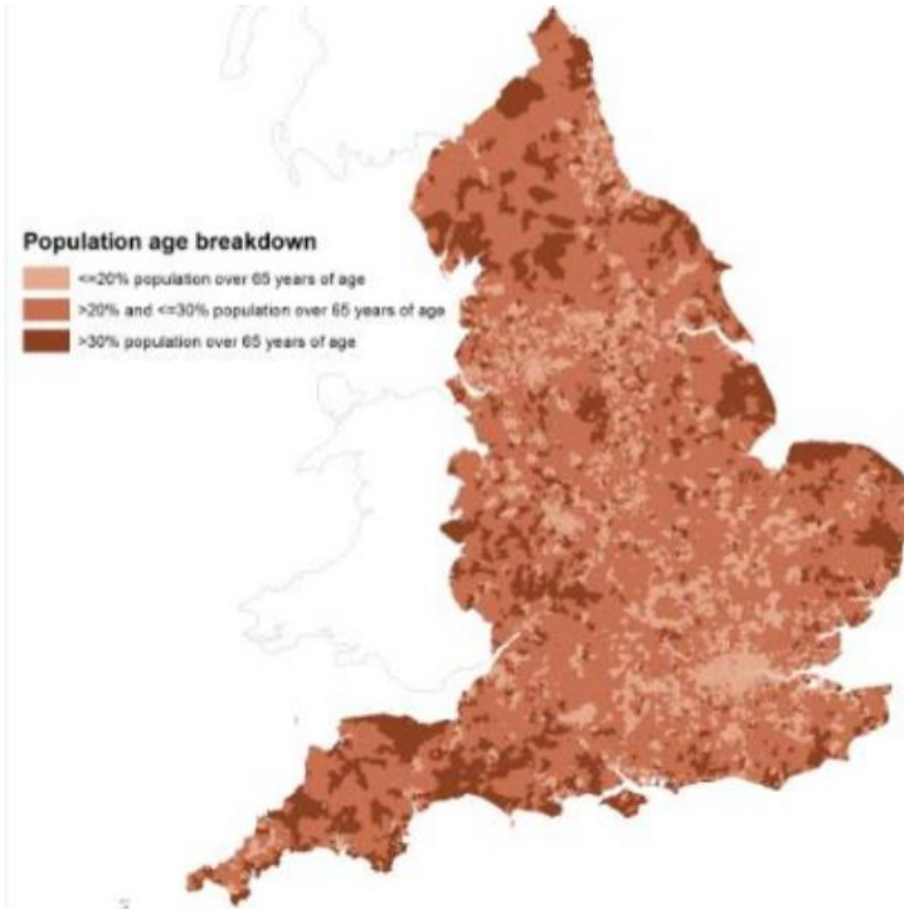 Population age breakdown
<=20% population over 65 years of age
>20% and <=30% population over 65 years of age
>30% population over 65 years of age